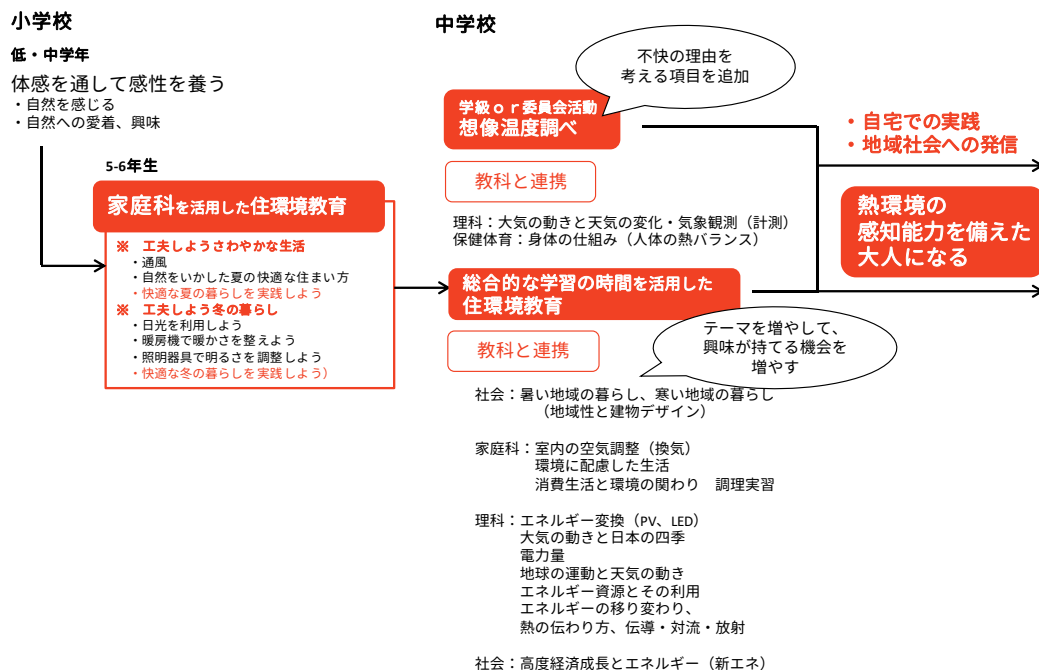 小学校
低・中学年
体感を通して感性を養う
・自然を感じる
・自然への愛着、興味
5-6年生
家庭科を活用した住環境教育
※　工夫しようさわやかな生活
・通風
・自然をいかした夏の快適な住まい方
・快適な夏の暮らしを実践しよう
※　工夫しよう冬の暮らし
・日光を利用しよう
・暖房機で暖かさを整えよう
・照明器具で明るさを調整しよう
・快適な冬の暮らしを実践しよう）
中学校
不快の理由を
考える項目を追加
学級ｏｒ委員会活動
想像温度調べ
教科と連携
理科：大気の動きと天気の変化・気象観測（計測）
保健体育：身体の仕組み（人体の熱バランス）
総合的な学習の時間を活用した
住環境教育
テーマを増やして、
興味が持てる機会を
増やす
教科と連携
社会：暑い地域の暮らし、寒い地域の暮らし
（地域性と建物デザイン）
家庭科：室内の空気調整（換気）
環境に配慮した生活
消費生活と環境の関わり　調理実習
理科：エネルギー変換（PV、LED）
大気の動きと日本の四季
電力量
地球の運動と天気の動き
エネルギー資源とその利用
エネルギーの移り変わり、
熱の伝わり方、伝導・対流・放射
社会：高度経済成長とエネルギー（新エネ）
・自宅での実践
・地域社会への発信
熱環境の
感知能力を備えた
大人になる